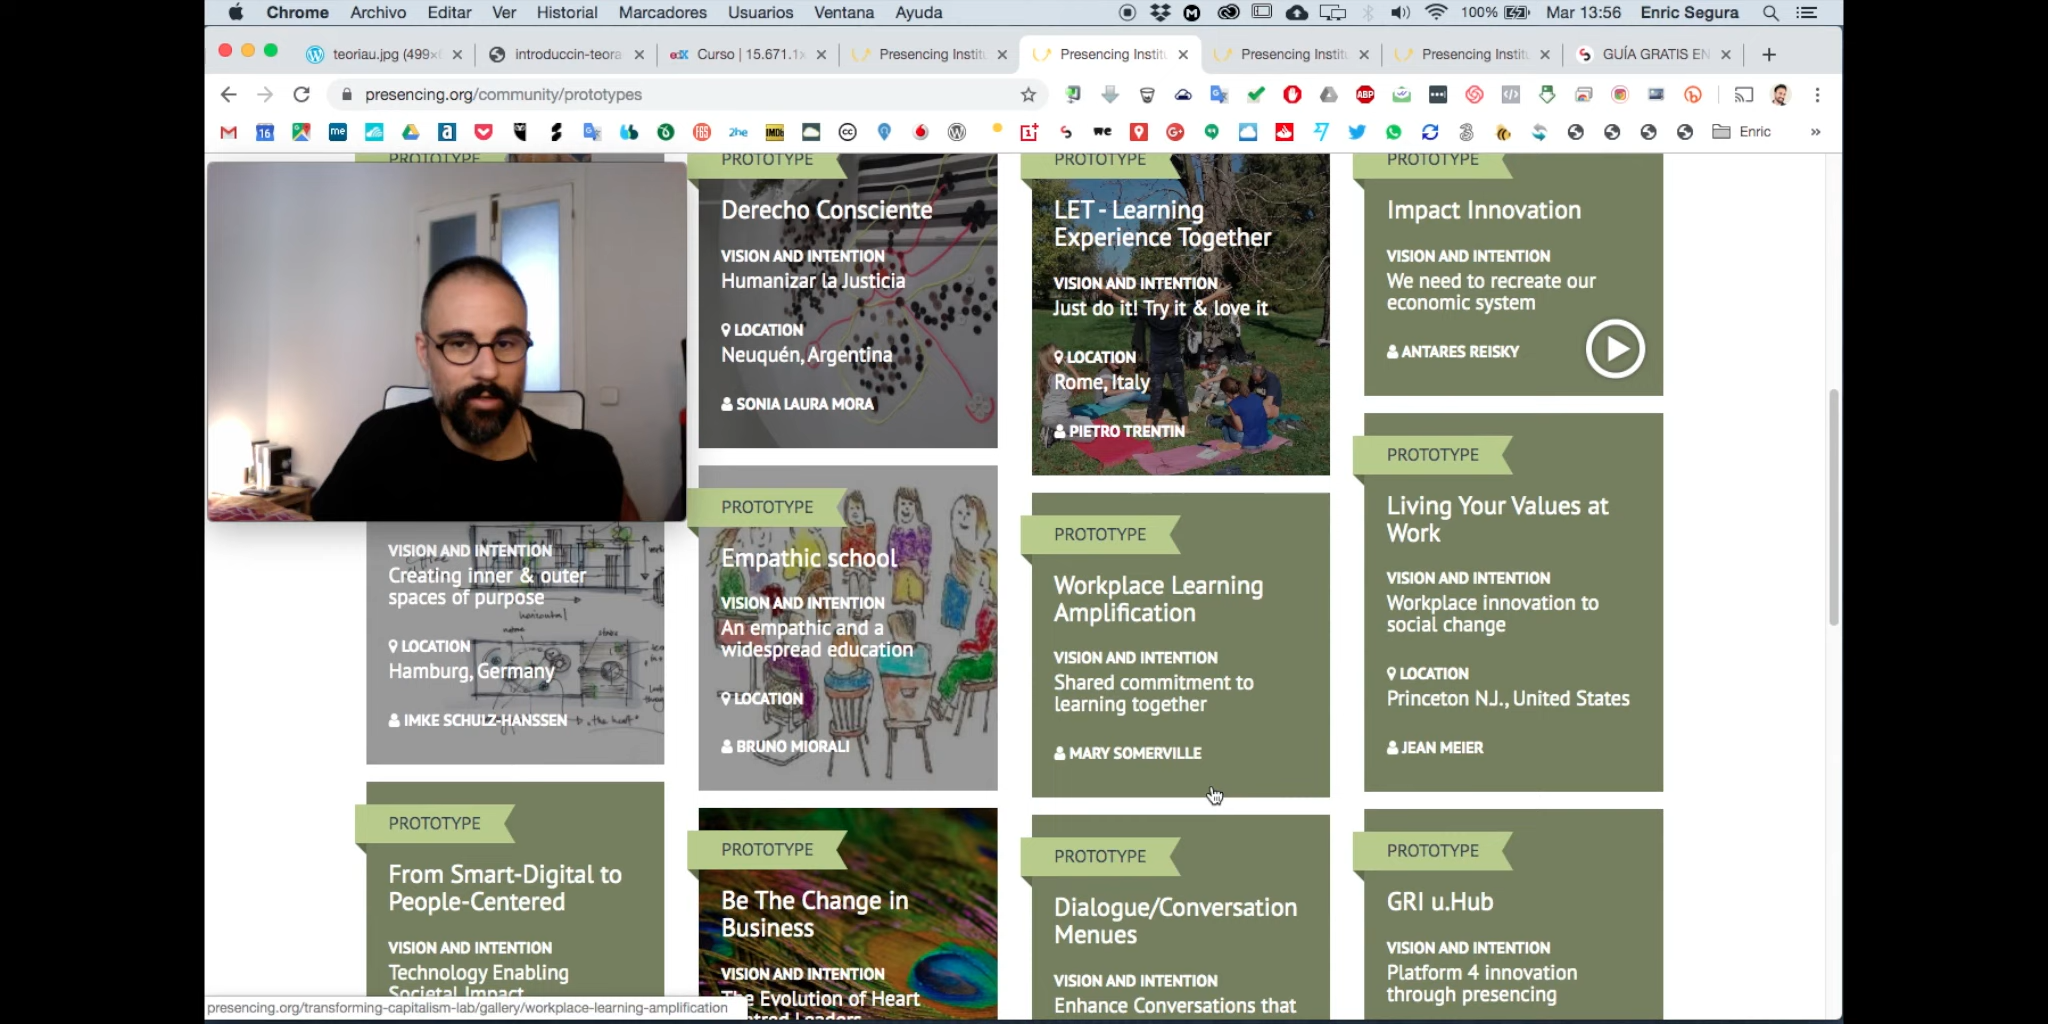 Chrome Archivo Editar Ver Historial Marcadores Usuarios Ventana Ayuda 100% Mar 13:56 Enric Segura
teoriau.jpg (499× introduccin-teora edX Curso | 15.671.1× Presencing Instit Presencing Instit Presencing Instit Presencing Instit GUÍA GRATIS EN
presencing.org/community/prototypes
Enric »
PROTOTYPE
VISION AND INTENTION
Creating inner & outer
spaces of purpose
LOCATION
Hamburg, Germany
IMKE SCHULZ-HANSSEN
PROTOTYPE
From Smart-Digital to
People-Centered
VISION AND INTENTION
Technology Enabling
Societal Impact
PROTOTYPE
Derecho Consciente
VISION AND INTENTION
Humanizar la Justicia
LOCATION
Neuquén, Argentina
SONIA LAURA MORA
PROTOTYPE
Empathic school
VISION AND INTENTION
An empathic and a
widespread education
LOCATION
BRUNO MIORALI
PROTOTYPE
Be The Change in
Business
VISION AND INTENTION
The Evolution of Heart
Leaders
PROTOTYPE
LET - Learning
Experience Together
VISION AND INTENTION
Just do it! Try it & love it
LOCATION
Rome, Italy
PIETRO TRENTIN
PROTOTYPE
Workplace Learning
Amplification
VISION AND INTENTION
Shared commitment to
learning together
MARY SOMERVILLE
PROTOTYPE
Dialogue/Conversation
Menues
VISION AND INTENTION
Enhance Conversations that
PROTOTYPE
Impact Innovation
VISION AND INTENTION
We need to recreate our
economic system
ANTARES REISKY
PROTOTYPE
Living Your Values at
Work
VISION AND INTENTION
Workplace innovation to
social change
LOCATION
Princeton N.J., United States
JEAN MEIER
PROTOTYPE
GRI u.Hub
VISION AND INTENTION
Platform 4 innovation
through presencing
presencing.org/transforming-capitalism-lab/gallery/workplace-learning-amplification